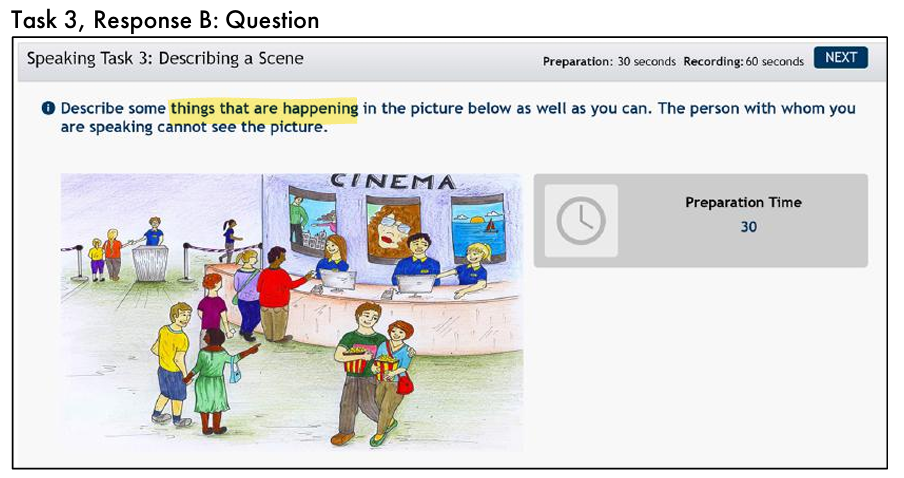 Task 3, Response B: Question
Speaking Task 3: Describing a Scene
Preparation: 30 seconds Recording: 60 seconds
NEXT
Describe some things that are happening in the picture below as well as you can. The person with whom you
are speaking cannot see the picture.
CINEMA
Preparation Time
30